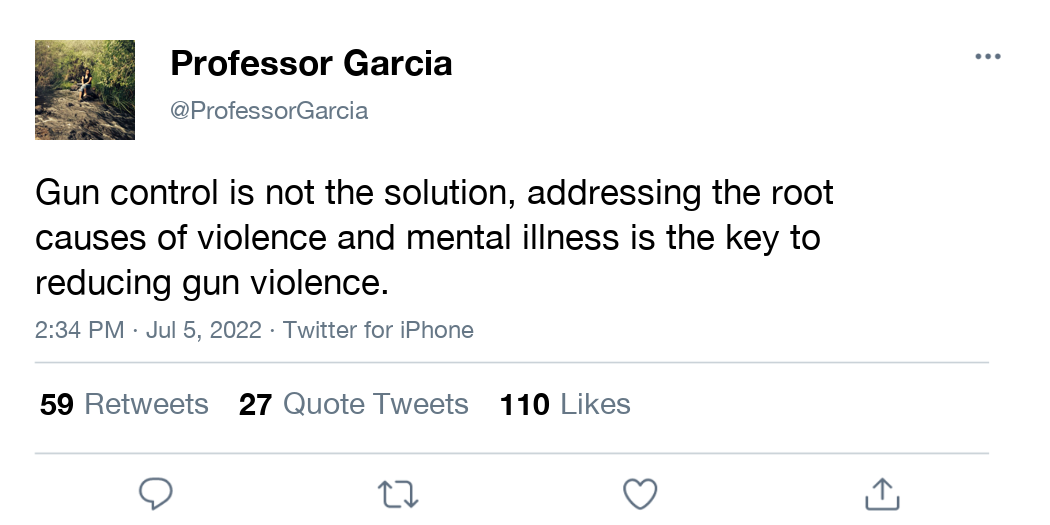 Professor Garcia
@ProfessorGarcia
Gun control is not the solution, addressing the root
causes of violence and mental illness is the key to
reducing gun violence.
2:34 PM · Jul 5, 2022 · Twitter for iPhone
59 Retweets 27 Quote Tweets 110 Likes